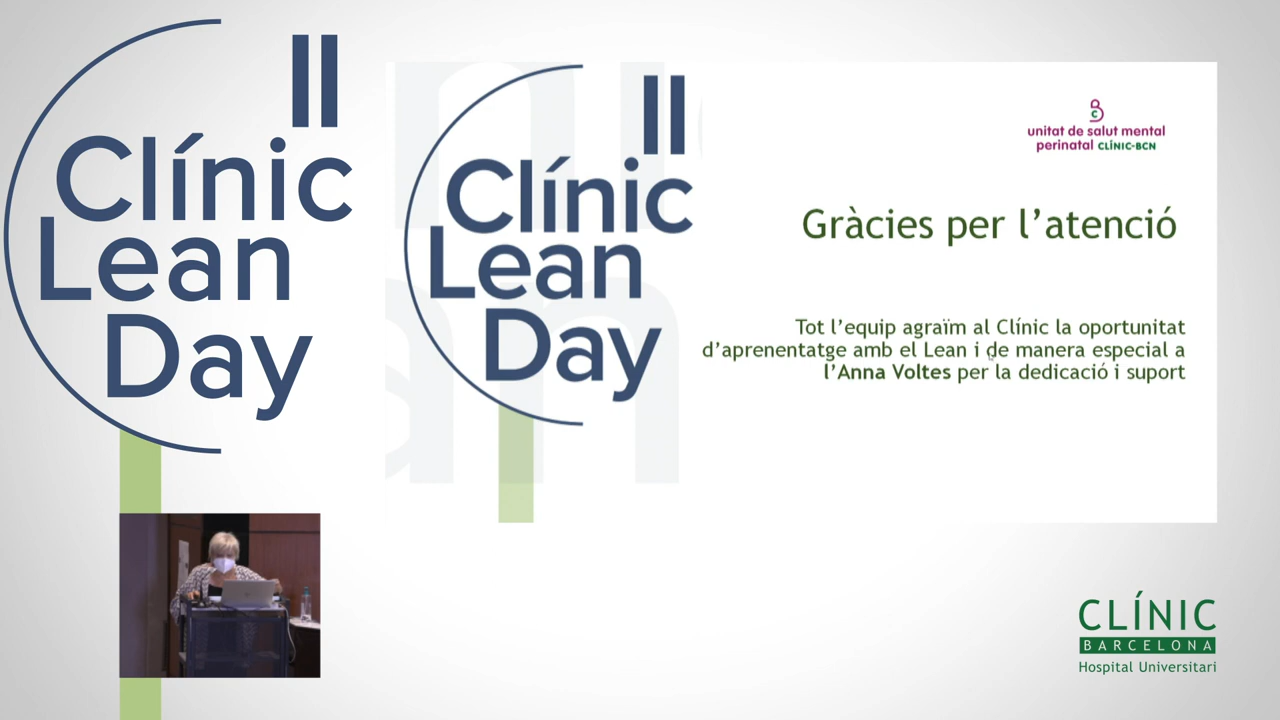 II
Clínic
Lean
Day
II
Clínic
Lean
Day
unitat de salut mental
perinatal CLÍNIC-BCN
Gràcies per l’atenció
Tot l’equip agraïm al Clínic la oportunitat
d’aprenentatge amb el Lean i de manera especial a
l’Anna Voltes per la dedicació i suport
CLÍNIC
BARCELONA
Hospital Universitari